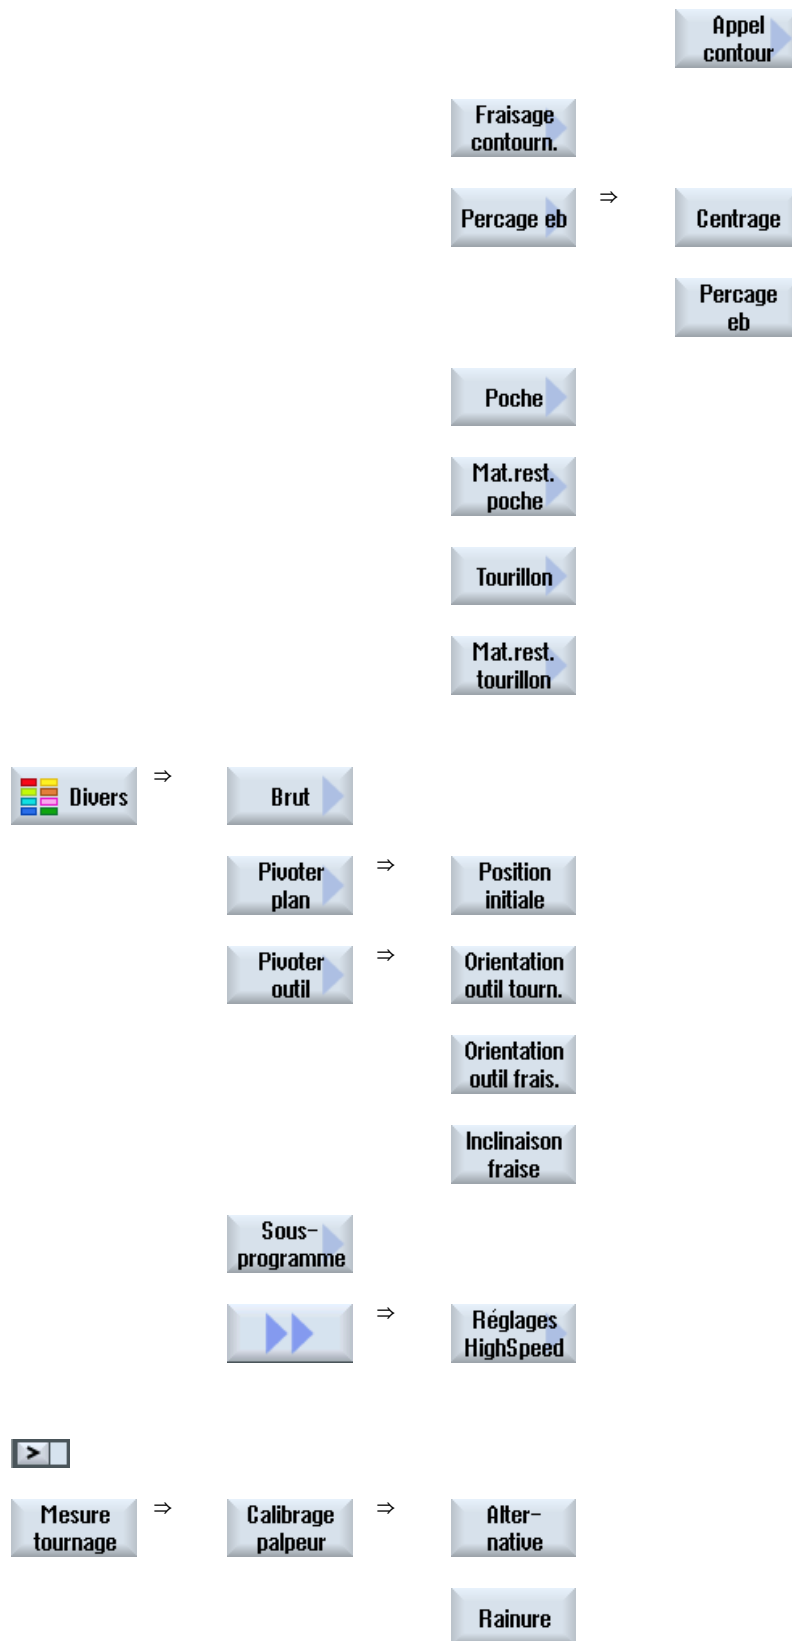 Appel
contour
Fraisage
contourn.
Percage eb ⇒ Centrage
Percage
eb
Poche
Mat.rest.
poche
Tourillon
Mat.rest.
tourillon
Divers ⇒ Brut
Pivoter
plan
⇒
Position
initiale
Pivoter
outil
⇒
Orientation
outil tourn.
Orientation
outil frais.
Inclinaison
fraise
Sous-
programme
⇒
Réglages
HighSpeed
>
Mesure
tournage
⇒
Calibrage
palpeur
⇒
Alter-
native
Rainure